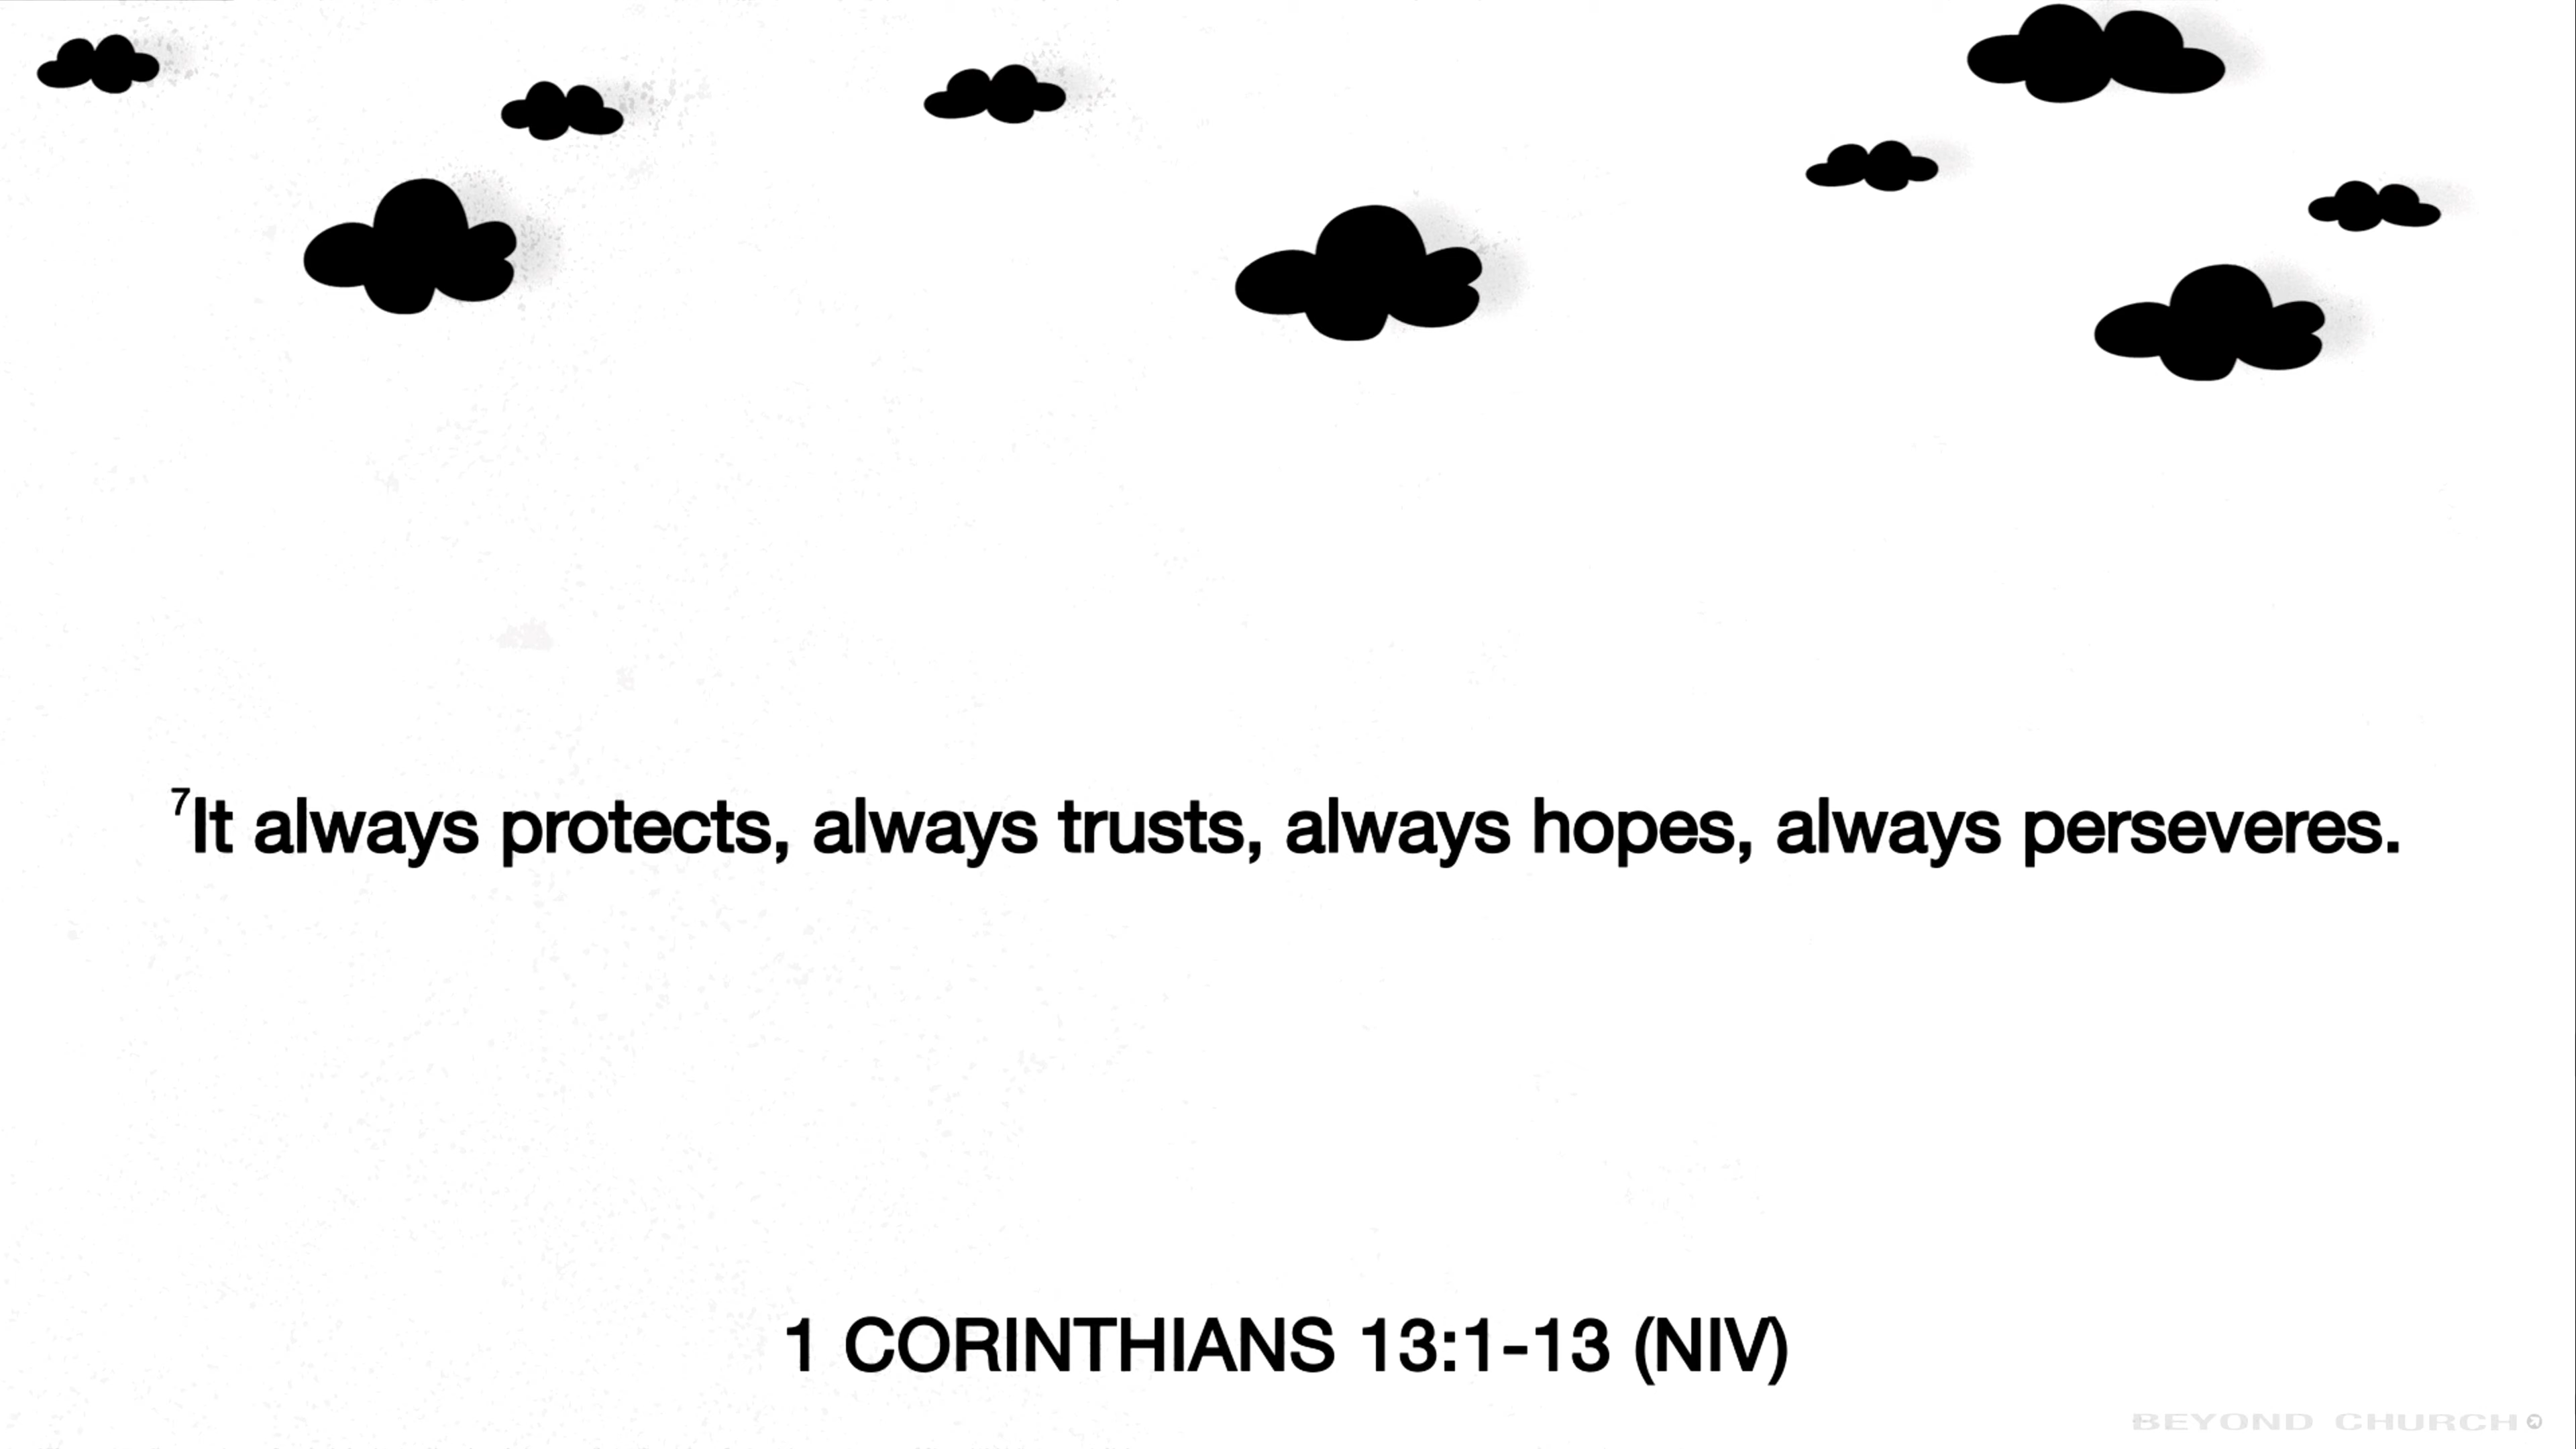 ⁷It always protects, always trusts, always hopes, always perseveres.
1 CORINTHIANS 13:1-13 (NIV)
BEYOND CHURCH